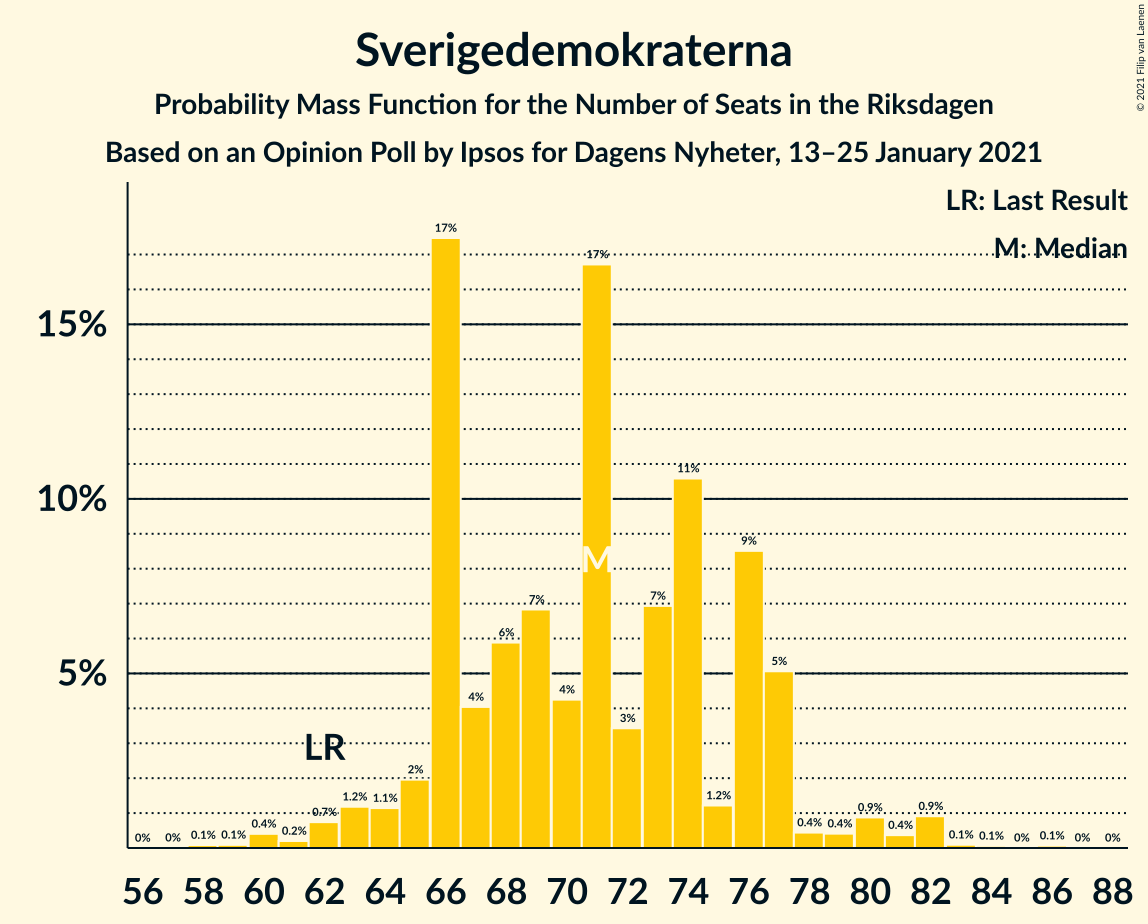 Sverigedemokraterna
Probability Mass Function for the Number of Seats in the Riksdagen
Based on an Opinion Poll by Ipsos for Dagens Nyheter, 13–25 January 2021
© 2021 Filip van Laenen
LR: Last Result
M: Median
15%
10%
5%
0% 0% 0.1% 0.1% 0.4% 0.2% 0.7% 1.2% 1.1% 2% 17% 4% 6% 7% 4% 17% 3% 7% 11% 1.2% 9% 5% 0.4% 0.4% 0.9% 0.4% 0.9% 0.1% 0.1% 0% 0.1% 0% 0%
LR
M
56 58 60 62 64 66 68 70 72 74 76 78 80 82 84 86 88